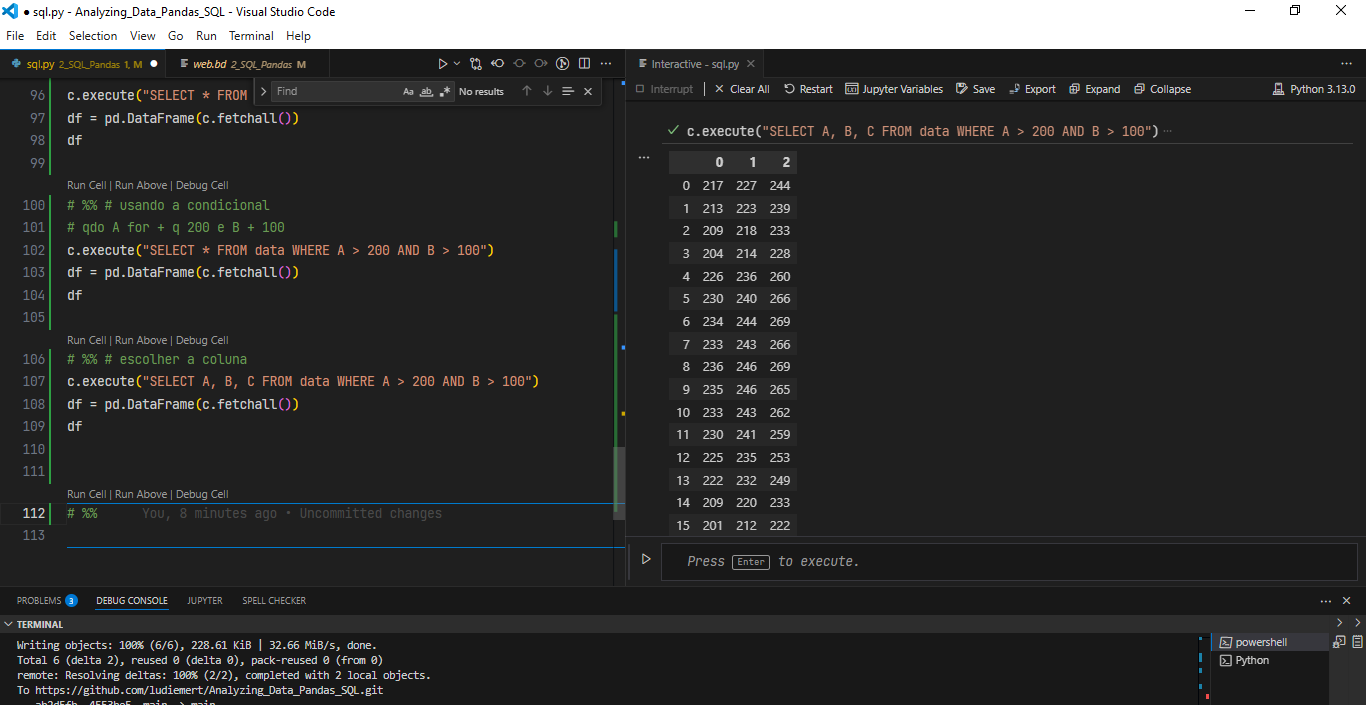 ● sql.py - Analyzing_Data_Pandas_SQL - Visual Studio Code
File Edit Selection View Go Run Terminal Help
sql.py 2_SQL_Pandas 1, M ●
web.bd 2_SQL_Pandas M
Find
Aa ab
No results
96 c.execute("SELECT * FROM
97 df = pd.DataFrame(c.fetchall())
98 df
99
Run Cell | Run Above | Debug Cell
100 # %% # usando a condicional
101 # qdo A for + q 200 e B + 100
102 c.execute("SELECT * FROM data WHERE A > 200 AND B > 100")
103 df = pd.DataFrame(c.fetchall())
104 df
105
Run Cell | Run Above | Debug Cell
106 # %% # escolher a coluna
107 c.execute("SELECT A, B, C FROM data WHERE A > 200 AND B > 100")
108 df = pd.DataFrame(c.fetchall())
109 df
110
111
Run Cell | Run Above | Debug Cell
112 # %% You, 8 minutes ago • Uncommitted changes
113
Interactive - sql.py
Interrupt | Clear All Restart Jupyter Variables Save Export Expand Collapse Python 3.13.0
c.execute("SELECT A, B, C FROM data WHERE A > 200 AND B > 100") ···
0 1 2
0 217 227 244
1 213 223 239
2 209 218 233
3 204 214 228
4 226 236 260
5 230 240 266
6 234 244 269
7 233 243 266
8 236 246 269
9 235 246 265
10 233 243 262
11 230 241 259
12 225 235 253
13 222 232 249
14 209 220 233
15 201 212 222
Press Enter to execute.
PROBLEMS 3 DEBUG CONSOLE JUPYTER SPELL CHECKER
TERMINAL
Writing objects: 100% (6/6), 228.61 KiB | 32.66 MiB/s, done.
Total 6 (delta 2), reused 0 (delta 0), pack-reused 0 (from 0)
remote: Resolving deltas: 100% (2/2), completed with 2 local objects.
To https://github.com/ludiemert/Analyzing_Data_Pandas_SQL.git
main -> main
powershell
Python